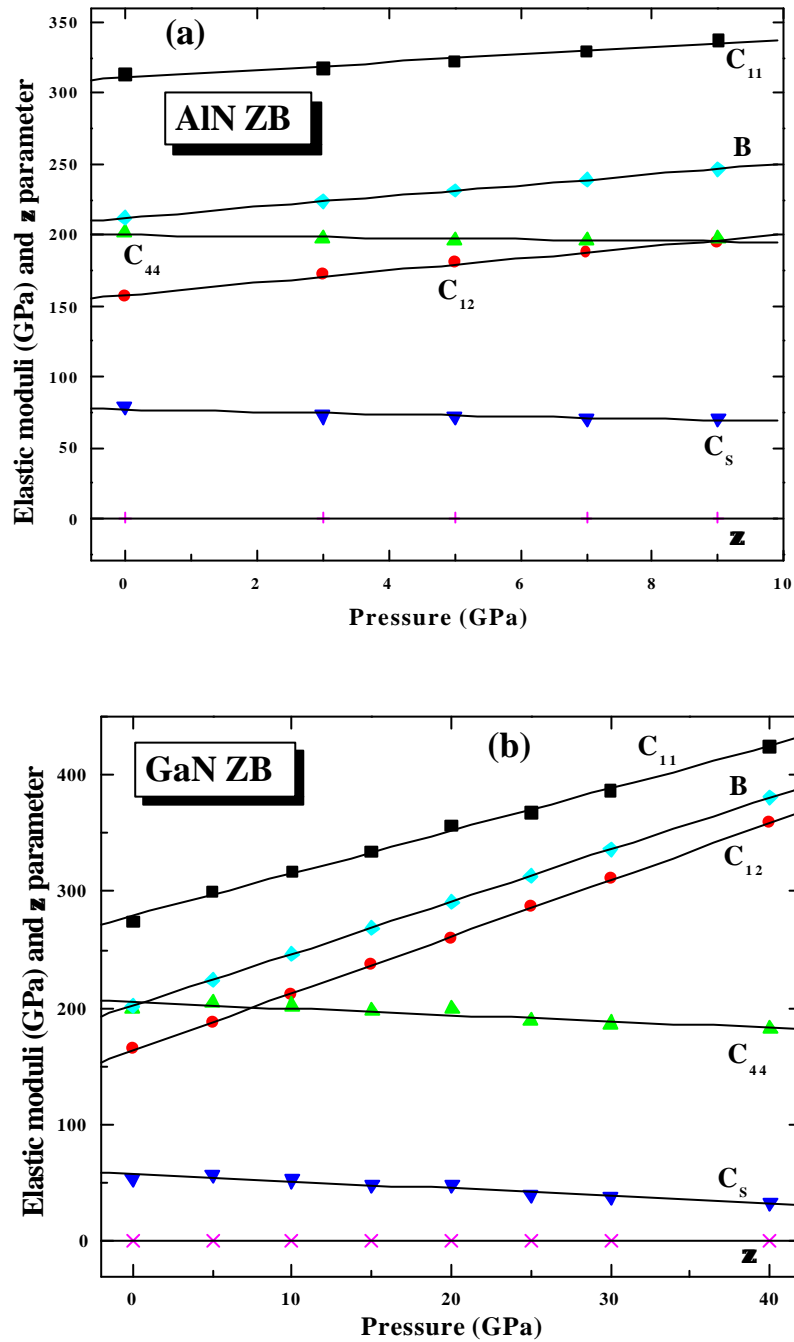 (a)
AlN ZB
C11
B
C44
C12
CS
z
350
300
250
200
150
100
50
0
0 2 4 6 8 10
Elastic moduli (GPa) and z parameter
Pressure (GPa)
(b)
GaN ZB
C11
B
C12
C44
CS
z
400
300
200
100
0
0 10 20 30 40
Elastic moduli (GPa) and z parameter
Pressure (GPa)